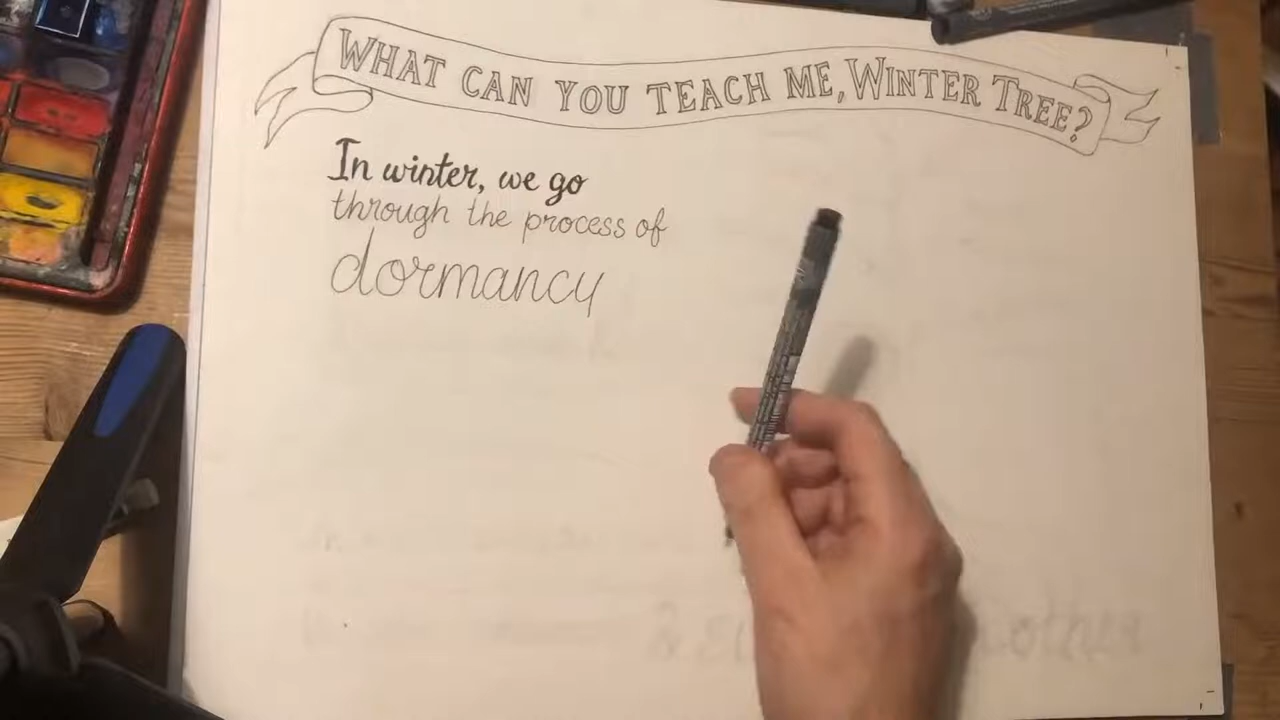 WHAT CAN YOU TEACH ME, WINTER TREE?
In winter, we go
through the process of
dormancy